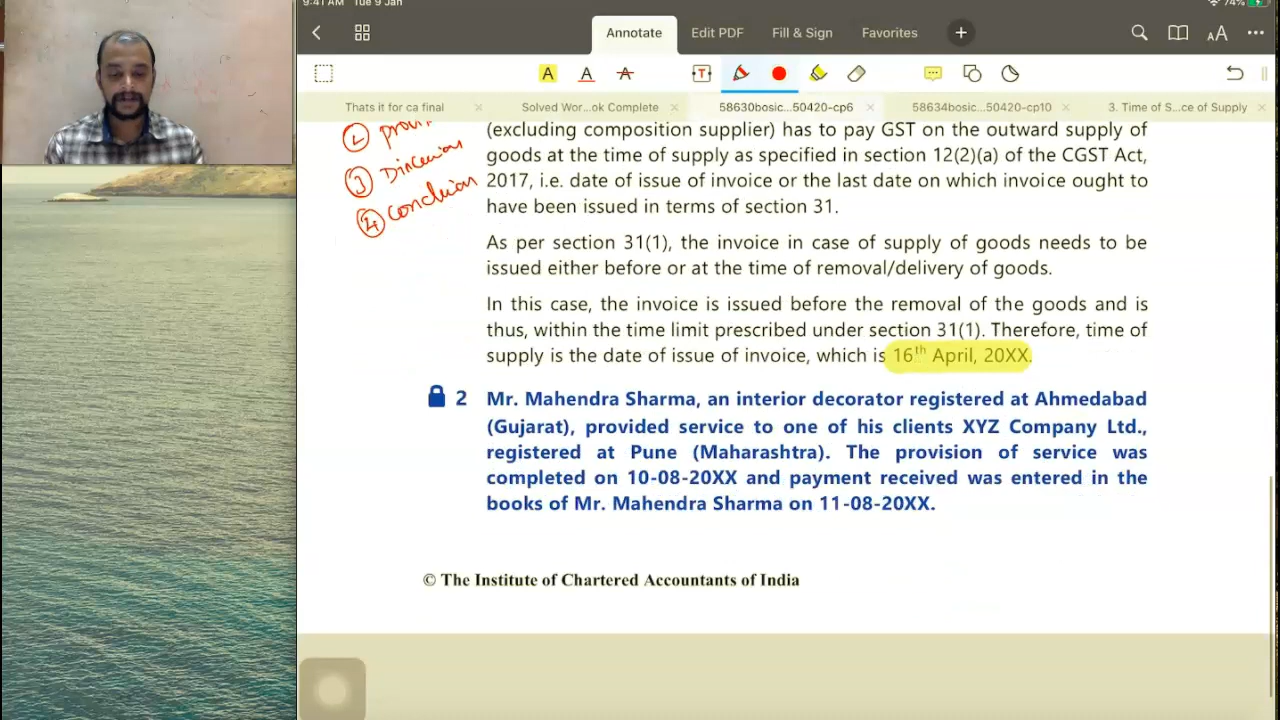 9:41 AM Tue 9 Jan
74%
Annotate
Edit PDF
Fill & Sign
Favorites
AA
A
A
A
T
Thats it for ca final
Solved Wor...ok Complete
58630bosic...50420-cp6
58634bosic...50420-cp10
3. Time of S...ce of Supply
(excluding composition supplier) has to pay GST on the outward supply of
③
goods at the time of supply as specified in section 12(2)(a) of the CGST Act,
2017, i.e. date of issue of invoice or the last date on which invoice ought to
④ conclusion
have been issued in terms of section 31.
As per section 31(1), the invoice in case of supply of goods needs to be
issued either before or at the time of removal/delivery of goods.
In this case, the invoice is issued before the removal of the goods and is
thus, within the time limit prescribed under section 31(1). Therefore, time of
supply is the date of issue of invoice, which is 16th April, 20XX.
2 Mr. Mahendra Sharma, an interior decorator registered at Ahmedabad
(Gujarat), provided service to one of his clients XYZ Company Ltd.,
registered at Pune (Maharashtra). The provision of service was
completed on 10-08-20XX and payment received was entered in the
books of Mr. Mahendra Sharma on 11-08-20XX.
© The Institute of Chartered Accountants of India